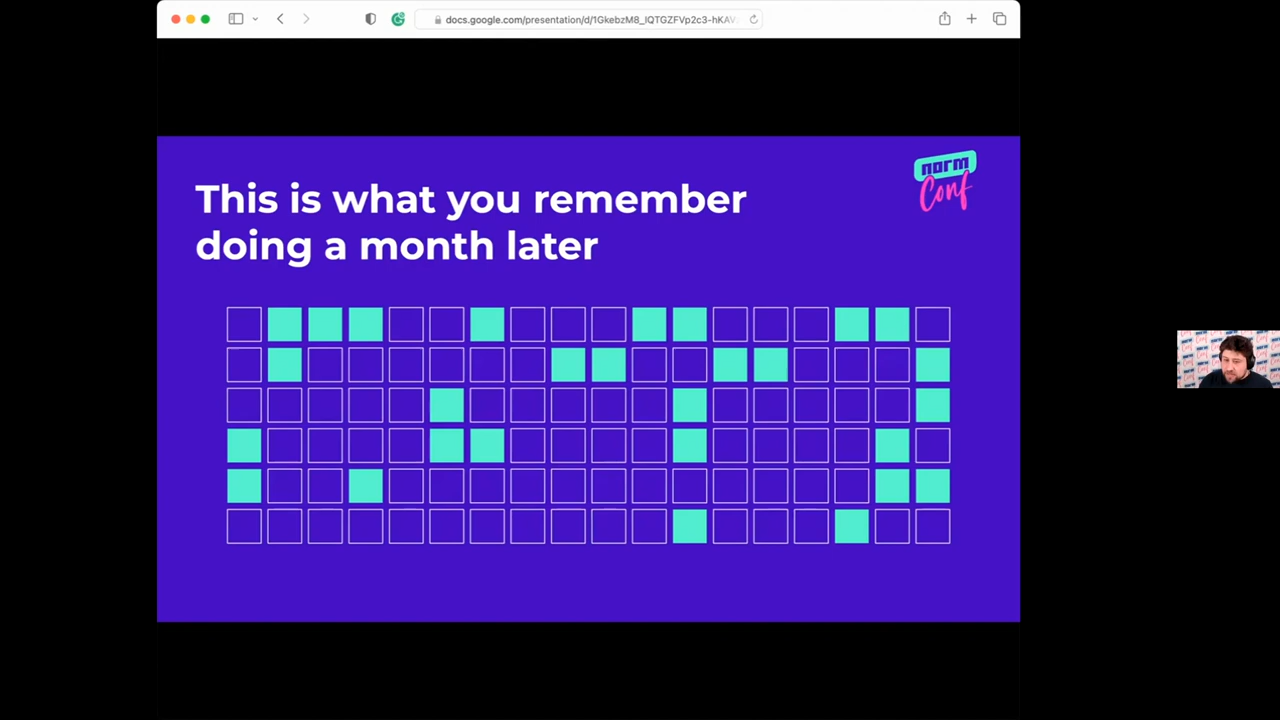 docs.google.com/presentation/d/1GkebzM8_IQTGZFVp2c3-hKAV
norm
Conf
This is what you remember
doing a month later